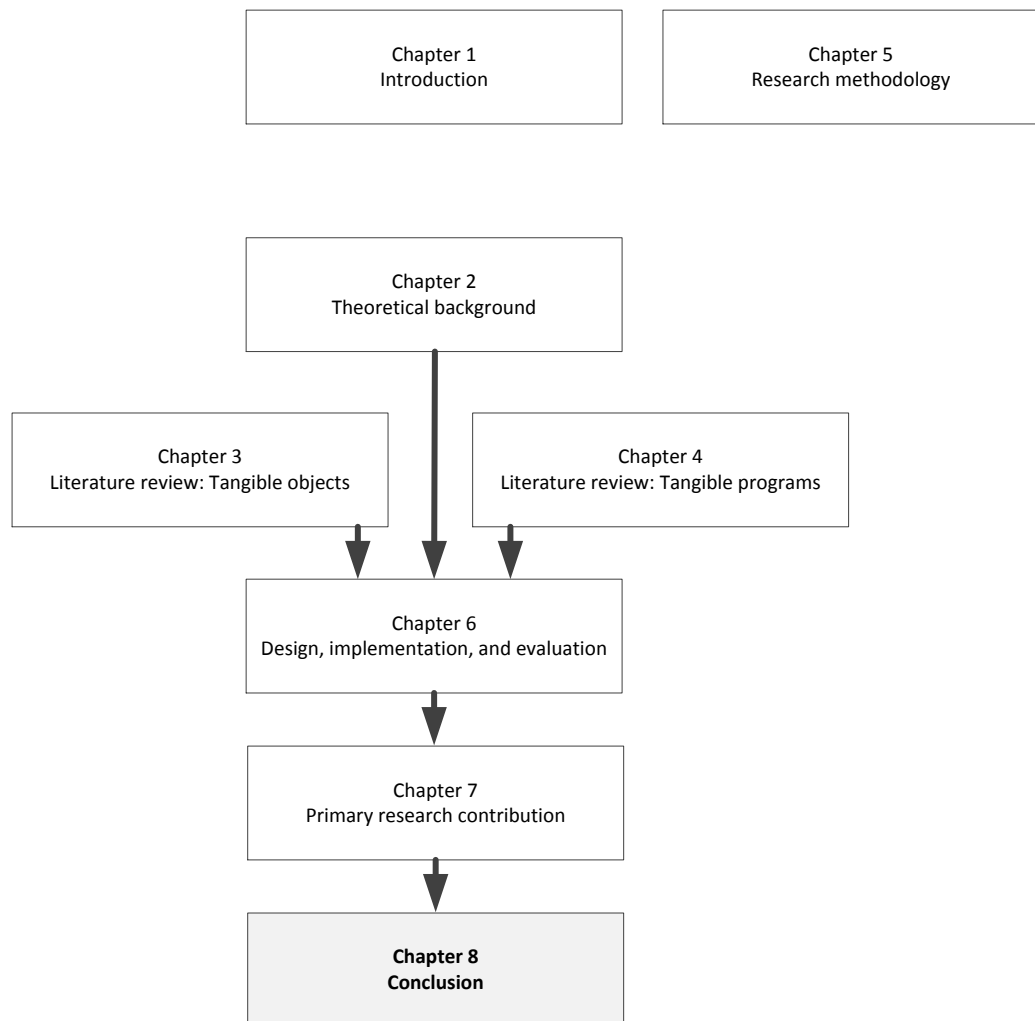 Chapter 1
Introduction
Chapter 5
Research methodology
Chapter 2
Theoretical background
Chapter 3
Literature review: Tangible objects
Chapter 4
Literature review: Tangible programs
Chapter 6
Design, implementation, and evaluation
Chapter 7
Primary research contribution
Chapter 8
Conclusion